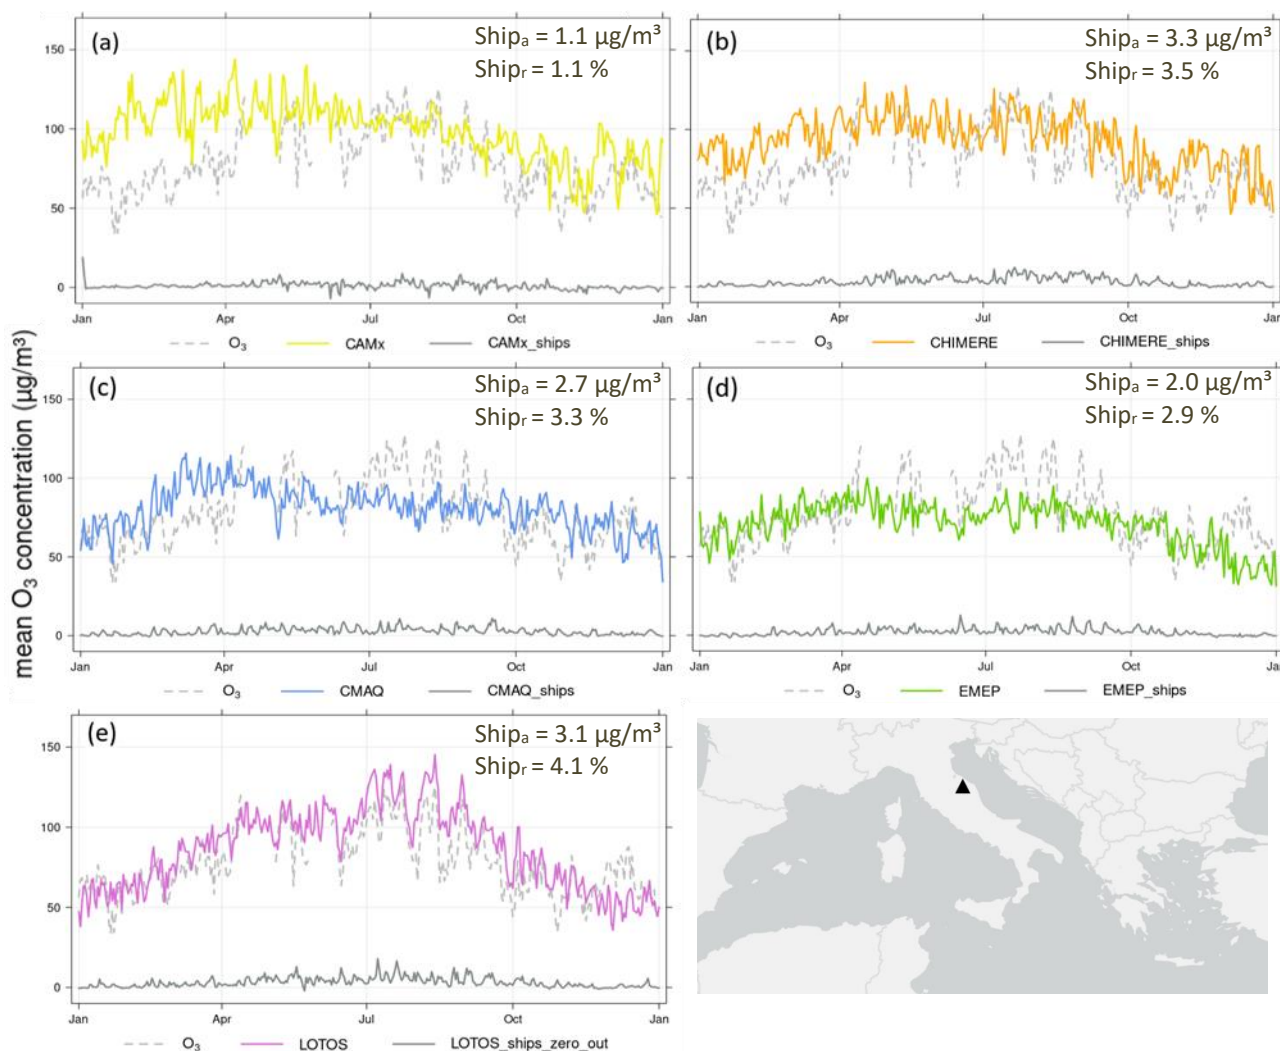 mean O₃ concentration (µg/m³)
(a)
Shipₐ = 1.1 µg/m³
Shipᵣ = 1.1 %
150
100
50
0
Jan Apr Jul Oct Jan
O₃ CAMx CAMx_ships
(b)
Shipₐ = 3.3 µg/m³
Shipᵣ = 3.5 %
Jan Apr Jul Oct Jan
O₃ CHIMERE CHIMERE_ships
(c)
Shipₐ = 2.7 µg/m³
Shipᵣ = 3.3 %
150
100
50
0
Jan Apr Jul Oct Jan
O₃ CMAQ CMAQ_ships
(d)
Shipₐ = 2.0 µg/m³
Shipᵣ = 2.9 %
150
100
50
0
Jan Apr Jul Oct Jan
O₃ EMEP EMEP_ships
(e)
Shipₐ = 3.1 µg/m³
Shipᵣ = 4.1 %
150
100
50
0
Jan Apr Jul Oct Jan
O₃ LOTOS LOTOS_ships_zero_out